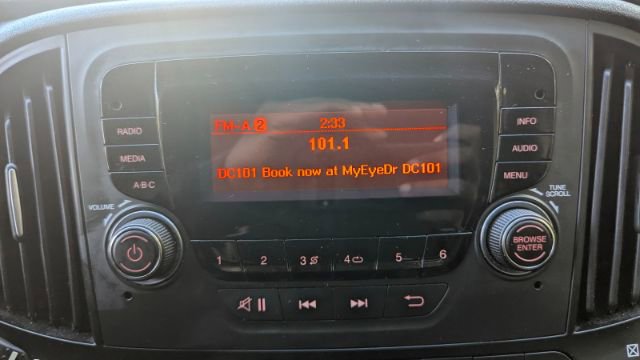 FM-A 2 2:33
101.1
DC101 Book now at MyEyeDr DC101
RADIO
MEDIA
A·B·C
INFO
AUDIO
MENU
VOLUME
TUNE
SCROLL
BROWSE
ENTER
1 2 3 4 5 6